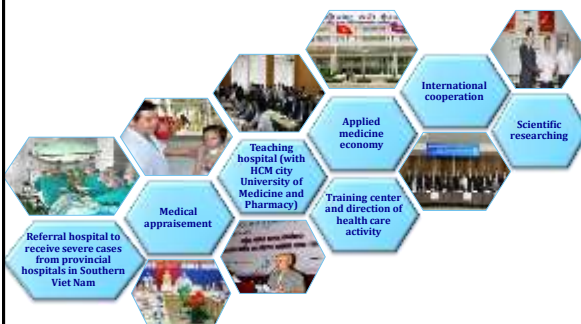 Referral hospital to
receive severe cases
from provincial
hospitals in Southern
Viet Nam
Medical
appraisement
Teaching
hospital (with
HCM city
University of
Medicine and
Pharmacy)
Applied
medicine
economy
Training center
and direction of
health care
activity
International
cooperation
Scientific
researching